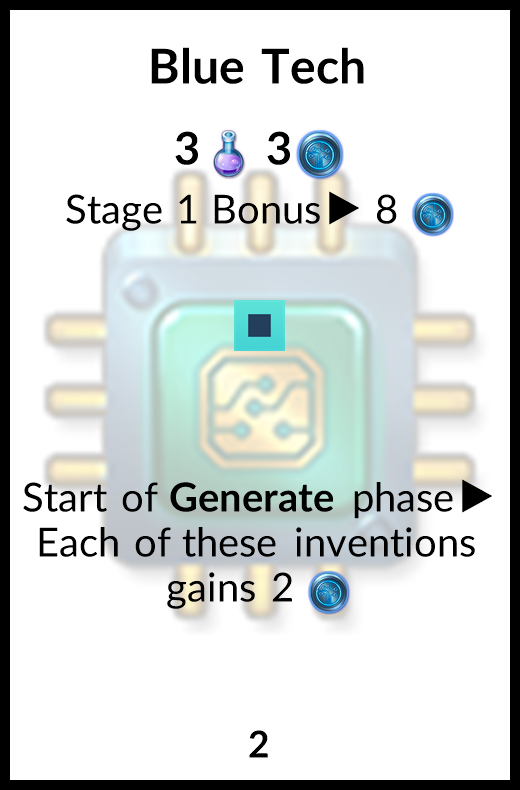 Blue Tech
3 3
Stage 1 Bonus▶ 8
Start of Generate phase▶
Each of these inventions
gains 2
2